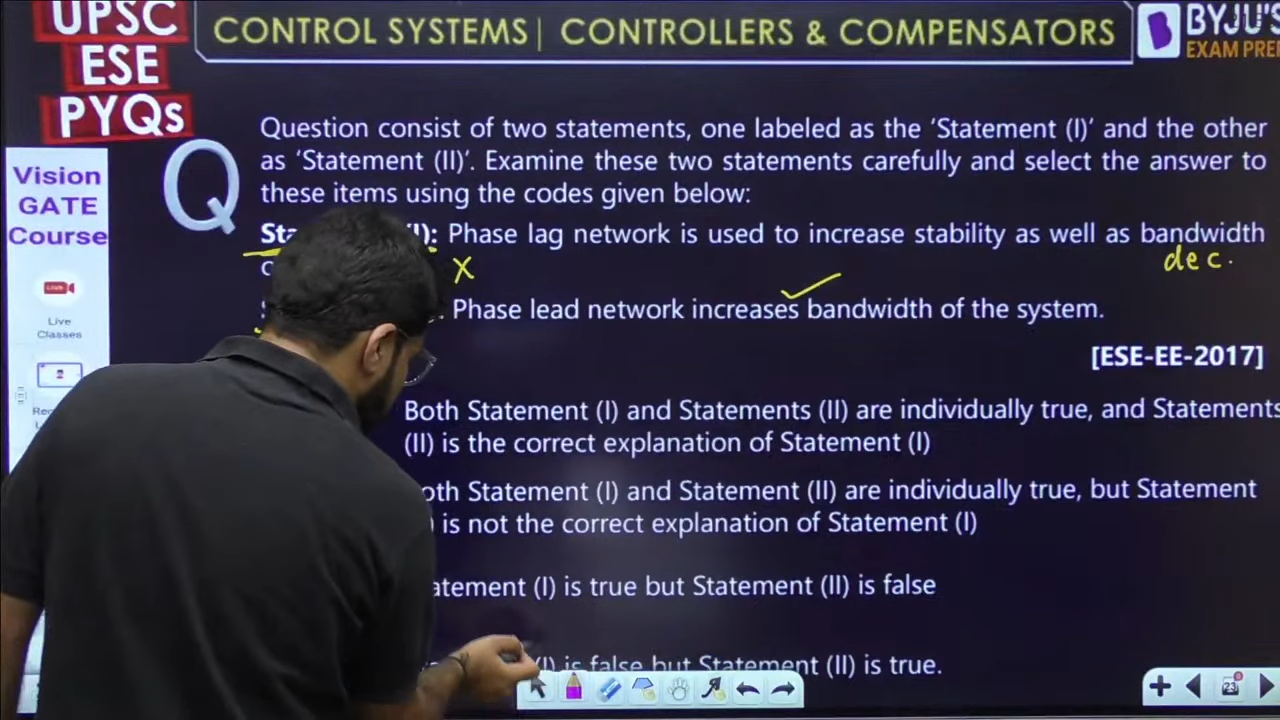 UPSC
ESE
PYQs
CONTROL SYSTEMS| CONTROLLERS & COMPENSATORS
BYJU'S
EXAM PREP
Vision
GATE
Course
Live
Classes
Q
Question consist of two statements, one labeled as the ‘Statement (I)’ and the other
as ‘Statement (II)’. Examine these two statements carefully and select the answer to
these items using the codes given below:
(I): Phase lag network is used to increase stability as well as bandwidth
x dec.
Phase lead network increases bandwidth of the system.
[ESE-EE-2017]
Both Statement (I) and Statements (II) are individually true, and Statements
(II) is the correct explanation of Statement (I)
Statement (I) and Statement (II) are individually true, but Statement
is not the correct explanation of Statement (I)
(I) is true but Statement (II) is false
(I) is false but Statement (II) is true.
23